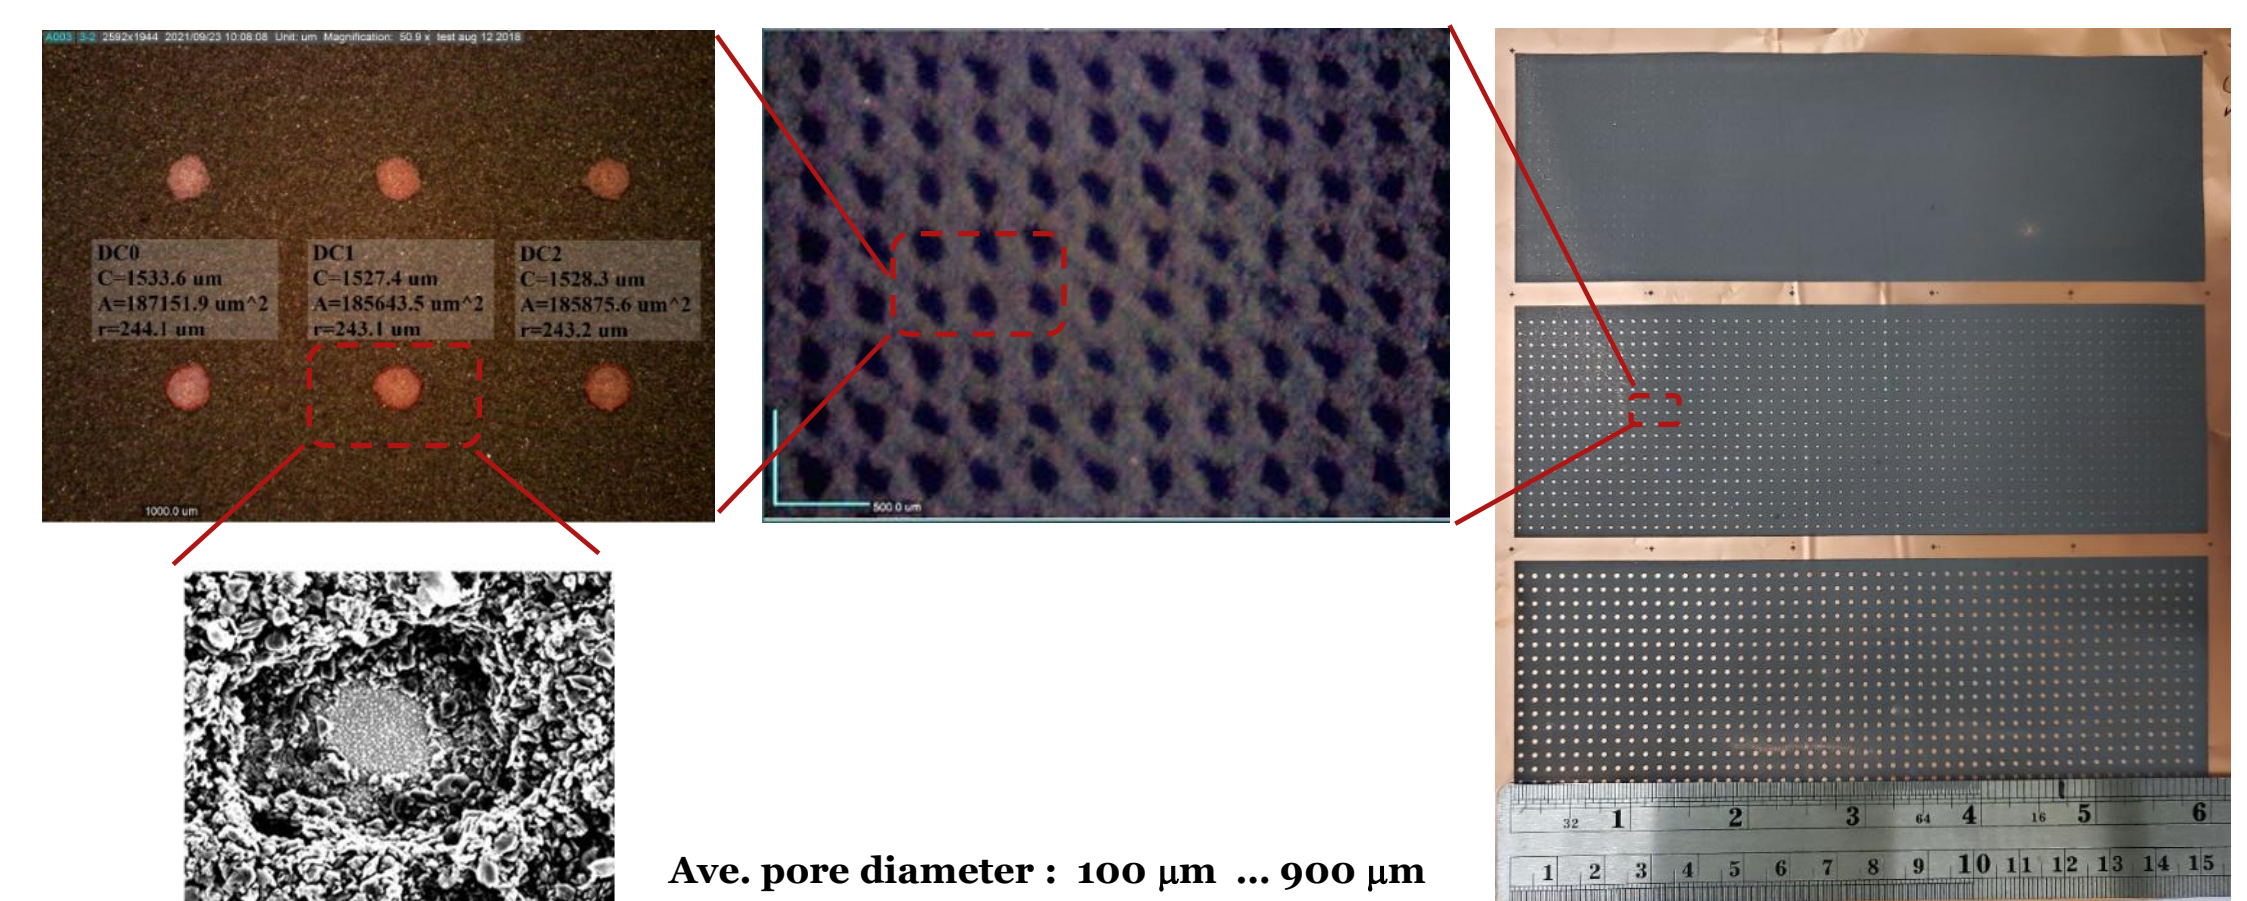 A003 3-2 2592x1944 2021/09/23 10:08:08 Unit: um Magnification: 50.9 x test aug 12 2018
DC0
C=1533.6 um
A=187151.9 um^2
r=244.1 um
DC1
C=1527.4 um
A=185643.5 um^2
r=243.1 um
DC2
C=1528.3 um
A=185875.6 um^2
r=243.2 um
1000.0 um
500.0 um
Ave. pore diameter : 100 µm ... 900 µm
32 1 2 3 64 4 16 5 6
1 2 3 4 5 6 7 8 9 10 11 12 13 14 15